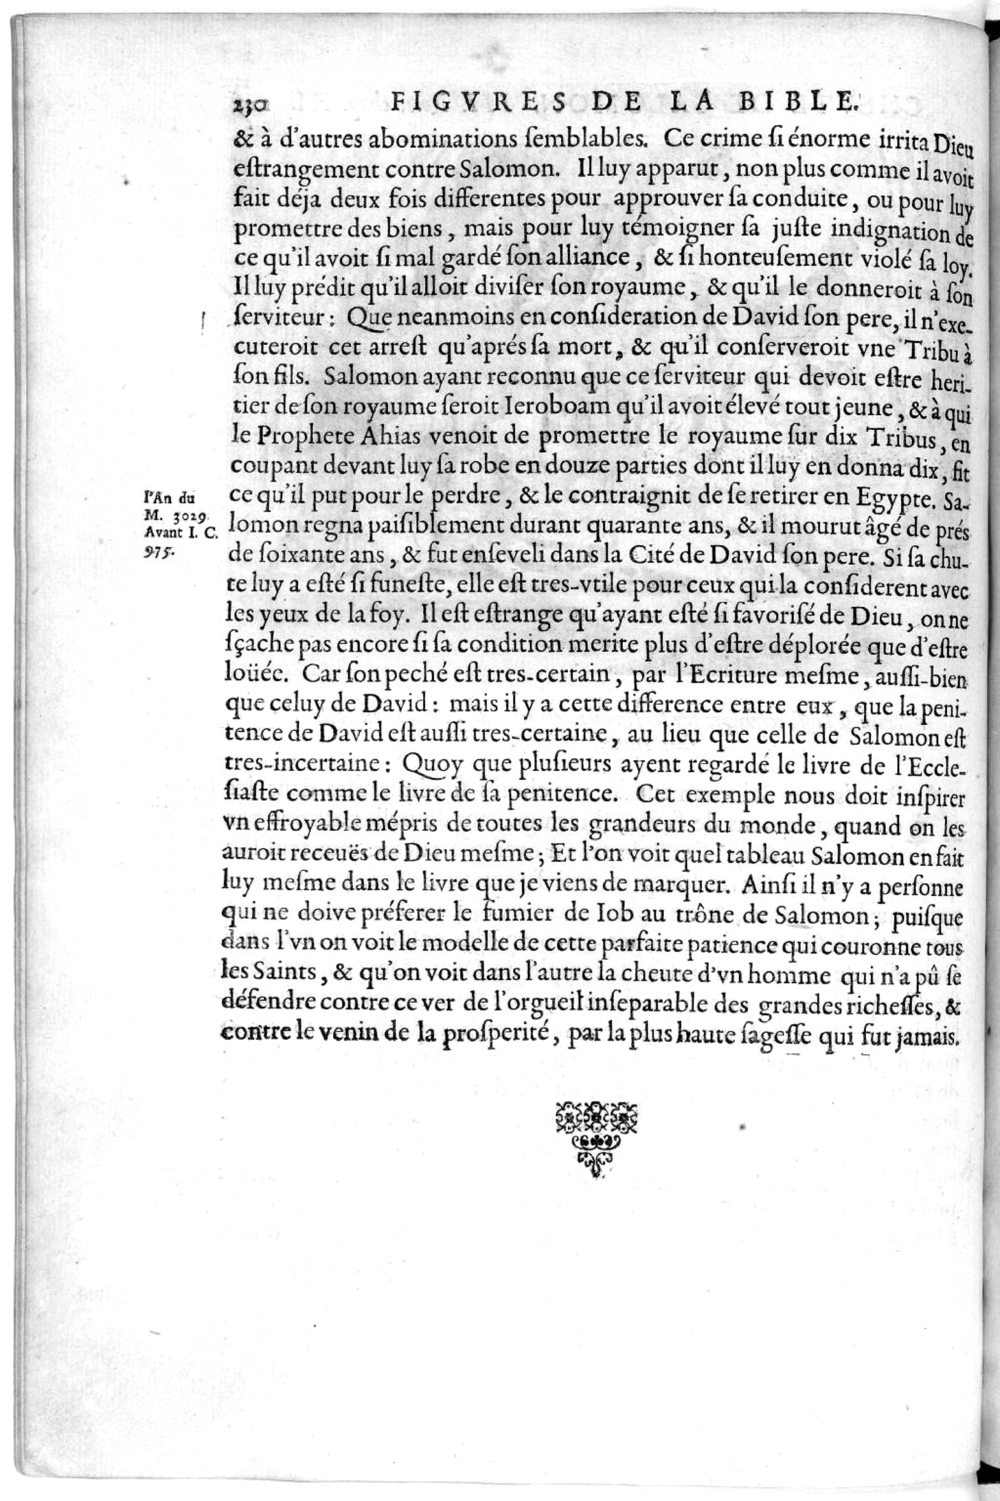 230 FIGVRES DE LA BIBLE.
& à d'autres abominations ſemblables. Ce crime ſi énorme irrita Dieu
eſtrangement contre Salomon. Il luy apparut, non plus comme il avoit
fait déja deux fois differentes pour approuver ſa conduite, ou pour luy
promettre des biens, mais pour luy témoigner ſa juſte indignation de
ce qu'il avoit ſi mal gardé ſon alliance, & ſi honteuſement violé ſa loy.
Il luy prédit qu'il alloit diviſer ſon royaume, & qu'il le donneroit à ſon
ſerviteur: Que neanmoins en conſideration de David ſon pere, il n'exe-
cuteroit cet arreſt qu'aprés ſa mort, & qu'il conſerveroit vne Tribu à
ſon fils. Salomon ayant reconnu que ce ſerviteur qui devoit eſtre heri-
tier de ſon royaume ſeroit Ieroboam qu'il avoit élevé tout jeune, & à qui
le Prophete Ahias venoit de promettre le royaume ſur dix Tribus, en
coupant devant luy ſa robe en douze parties dont il luy en donna dix, fit
ce qu'il put pour le perdre, & le contraignit de ſe retirer en Egypte. Sa-
lomon regna paiſiblement durant quarante ans, & il mourut âgé de prés
de ſoixante ans, & fut enſeveli dans la Cité de David ſon pere. Si ſa chu-
te luy a eſté ſi funeſte, elle eſt tres-vtile pour ceux qui la conſiderent avec
les yeux de la foy. Il eſt eſtrange qu'ayant eſté ſi favoriſé de Dieu, on ne
ſçache pas encore ſi ſa condition merite plus d'eſtre déplorée que d'eſtre
loüée. Car ſon peché eſt tres-certain, par l'Ecriture meſme, auſſi-bien
que celuy de David: mais il y a cette difference entre eux, que la peni-
tence de David eſt auſſi tres-certaine, au lieu que celle de Salomon eſt
tres-incertaine: Quoy que pluſieurs ayent regardé le livre de l'Eccle-
ſiaſte comme le livre de ſa penitence. Cet exemple nous doit inſpirer
vn effroyable mépris de toutes les grandeurs du monde, quand on les
auroit receuës de Dieu meſme; Et l'on voit quel tableau Salomon en fait
luy meſme dans le livre que je viens de marquer. Ainſi il n'y a perſonne
qui ne doive préferer le fumier de Iob au trône de Salomon; puiſque
dans l'vn on voit le modelle de cette parfaite patience qui couronne tous
les Saints, & qu'on voit dans l'autre la cheute d'vn homme qui n'a pû ſe
défendre contre ce ver de l'orgueil inſeparable des grandes richeſſes, &
contre le venin de la proſperité, par la plus haute ſageſſe qui fut jamais.
l'An du
M. 3029.
Avant I. C.
975.